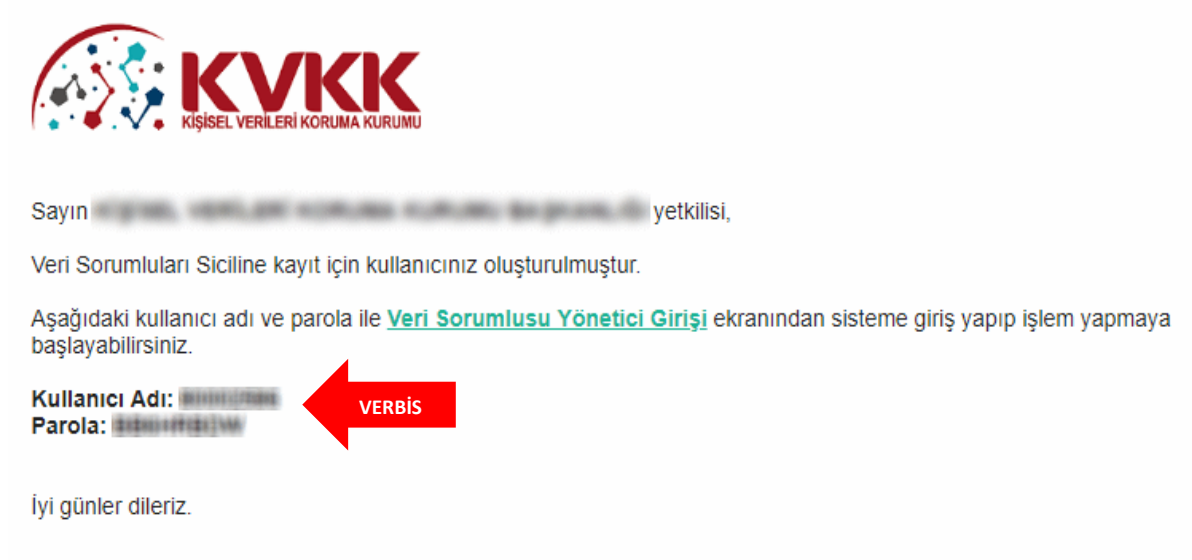 KVKK
KİŞİSEL VERİLERİ KORUMA KURUMU
Sayın yetkilisi,
Veri Sorumluları Siciline kayıt için kullanıcınız oluşturulmuştur.
Aşağıdaki kullanıcı adı ve parola ile Veri Sorumlusu Yönetici Girişi ekranından sisteme giriş yapıp işlem yapmaya
başlayabilirsiniz.
Kullanıcı Adı:
VERBİS
Parola:
İyi günler dileriz.